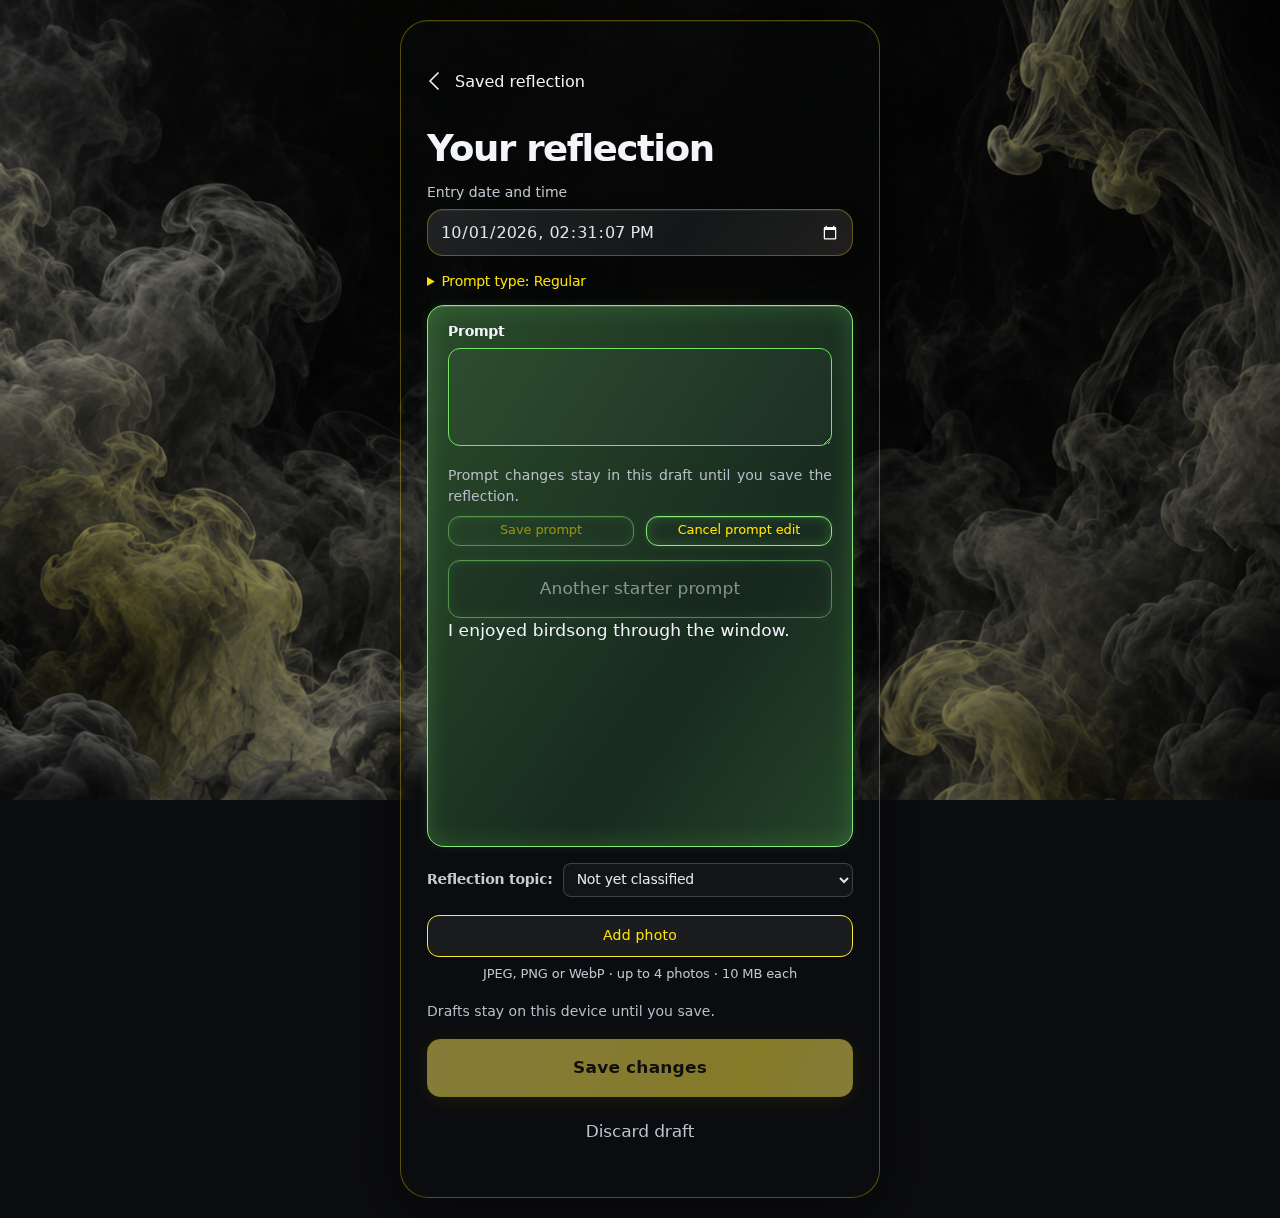 Saved reflection
Your reflection
Entry date and time
10/01/2026, 02:31:07 PM
Prompt type: Regular
Prompt
Prompt changes stay in this draft until you save the
reflection.
Save prompt
Cancel prompt edit
Another starter prompt
I enjoyed birdsong through the window.
Reflection topic:
Not yet classified
Add photo
JPEG, PNG or WebP · up to 4 photos · 10 MB each
Drafts stay on this device until you save.
Save changes
Discard draft